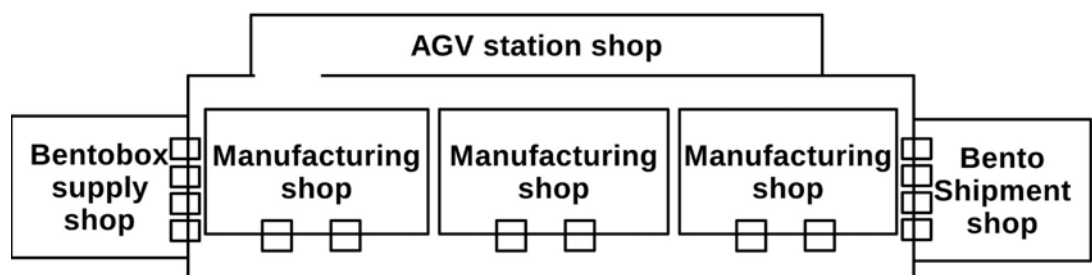 AGV station shop
Bentobox
supply
shop
Manufacturing
shop
Manufacturing
shop
Manufacturing
shop
Bento
Shipment
shop